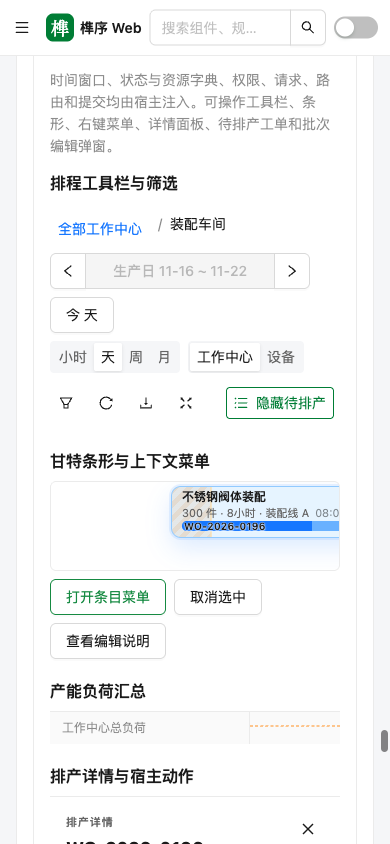 榫 榫序 Web 搜索组件、规...
时间窗口、状态与资源字典、权限、请求、路
由和提交均由宿主注入。可操作工具栏、条
形、右键菜单、详情面板、待排产工单和批次
编辑弹窗。
排程工具栏与筛选
全部工作中心 / 装配车间
生产日 11-16 ~ 11-22
今 天
小时 天 周 月 工作中心 设备
隐藏待排产
甘特条形与上下文菜单
不锈钢阀体装配
300 件 · 8小时 · 装配线 A 08:0
WO-2026-0196
打开条目菜单 取消选中
查看编辑说明
产能负荷汇总
工作中心总负荷
排产详情与宿主动作
排产详情